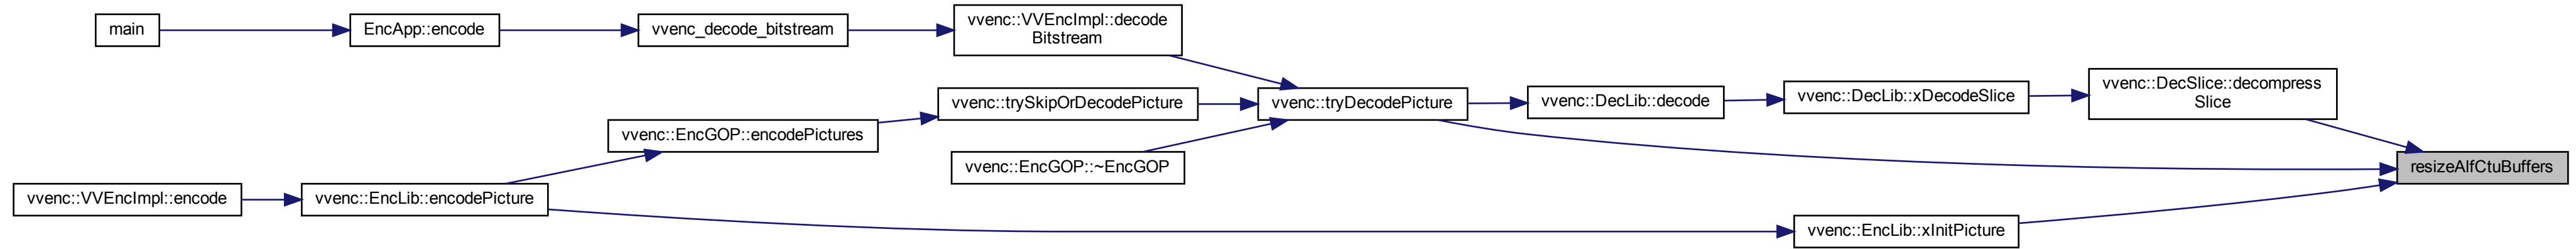 main
EncApp::encode
vvenc_decode_bitstream
vvenc::VVEncImpl::decode
Bitstream
vvenc::trySkipOrDecodePicture
vvenc::tryDecodePicture
vvenc::DecLib::decode
vvenc::DecLib::xDecodeSlice
vvenc::DecSlice::decompress
Slice
vvenc::EncGOP::encodePictures
vvenc::EncGOP::~EncGOP
resizeAlfCtuBuffers
vvenc::VVEncImpl::encode
vvenc::EncLib::encodePicture
vvenc::EncLib::xInitPicture